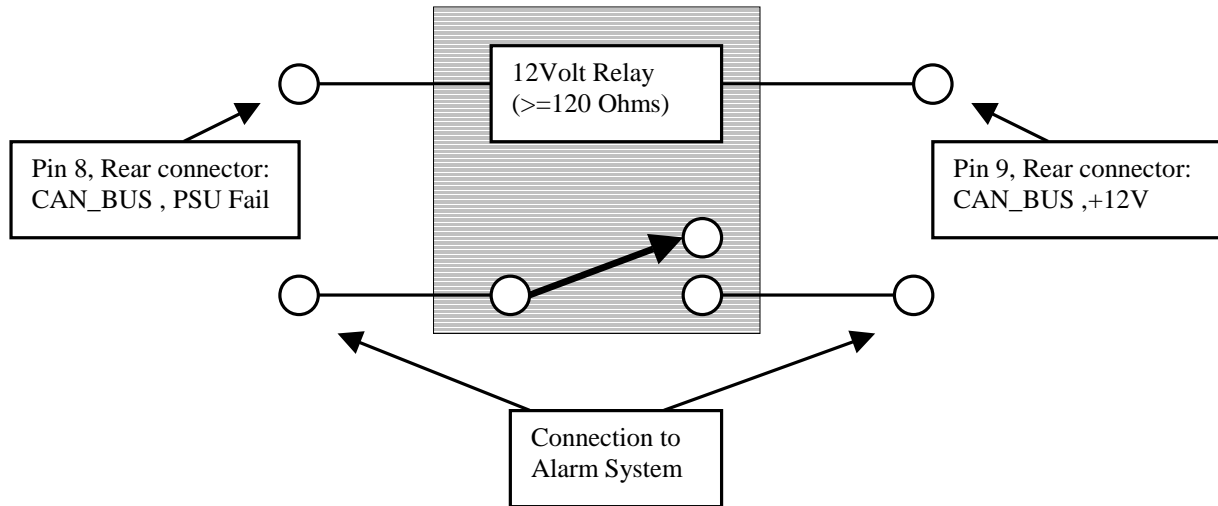 12Volt Relay
(>=120 Ohms)
Pin 8, Rear connector:
CAN_BUS , PSU Fail
Pin 9, Rear connector:
CAN_BUS ,+12V
Connection to
Alarm System